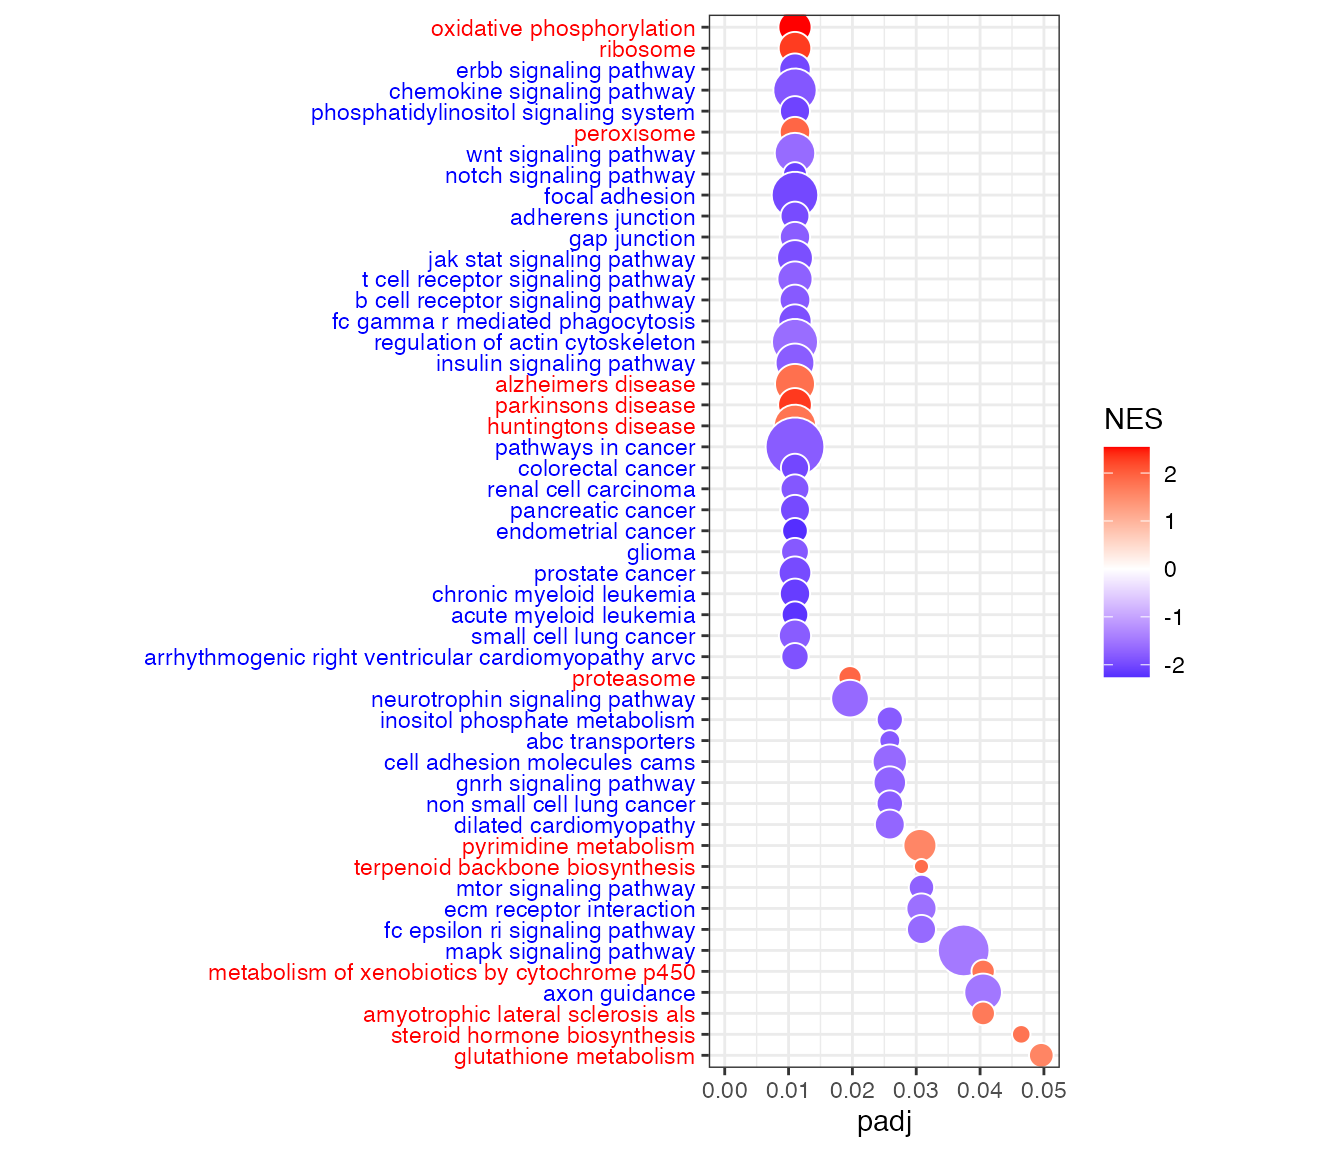 oxidative phosphorylation
ribosome
erbb signaling pathway
chemokine signaling pathway
phosphatidylinositol signaling system
peroxisome
wnt signaling pathway
notch signaling pathway
focal adhesion
adherens junction
gap junction
jak stat signaling pathway
t cell receptor signaling pathway
b cell receptor signaling pathway
fc gamma r mediated phagocytosis
regulation of actin cytoskeleton
insulin signaling pathway
alzheimers disease
parkinsons disease
huntingtons disease
pathways in cancer
colorectal cancer
renal cell carcinoma
pancreatic cancer
endometrial cancer
glioma
prostate cancer
chronic myeloid leukemia
acute myeloid leukemia
small cell lung cancer
arrhythmogenic right ventricular cardiomyopathy arvc
proteasome
neurotrophin signaling pathway
inositol phosphate metabolism
abc transporters
cell adhesion molecules cams
gnrh signaling pathway
non small cell lung cancer
dilated cardiomyopathy
pyrimidine metabolism
terpenoid backbone biosynthesis
mtor signaling pathway
ecm receptor interaction
fc epsilon ri signaling pathway
mapk signaling pathway
metabolism of xenobiotics by cytochrome p450
axon guidance
amyotrophic lateral sclerosis als
steroid hormone biosynthesis
glutathione metabolism
0.00 0.01 0.02 0.03 0.04 0.05
padj
NES
2
1
0
-1
-2